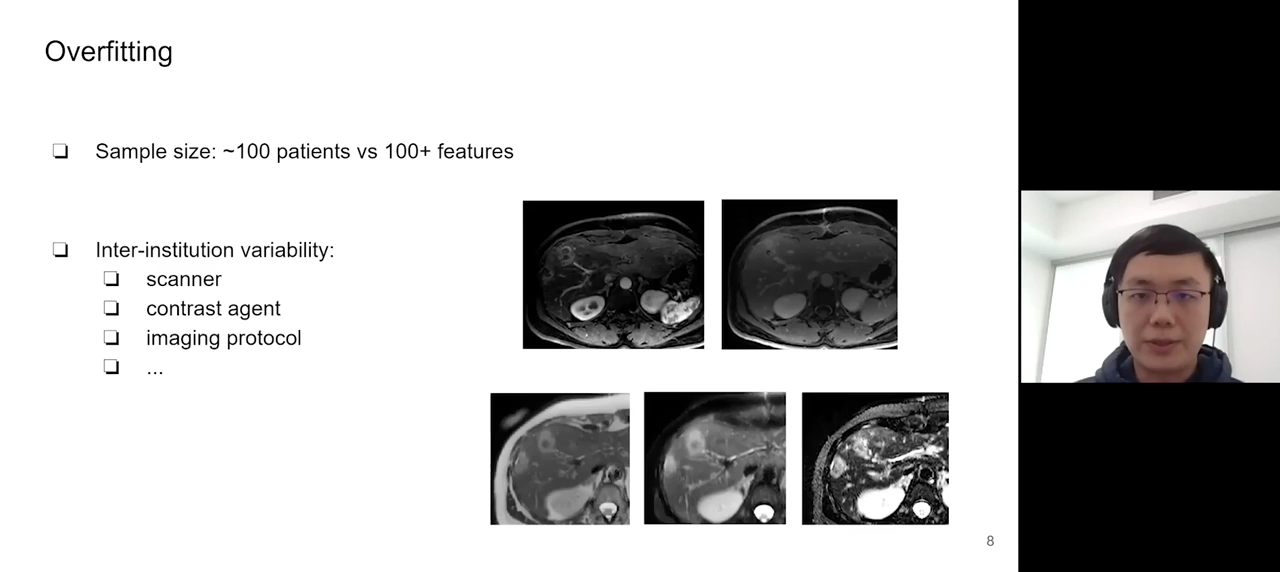 Overfitting
❏ Sample size: ~100 patients vs 100+ features
❏ Inter-institution variability:
❏ scanner
❏ contrast agent
❏ imaging protocol
❏ ...
8